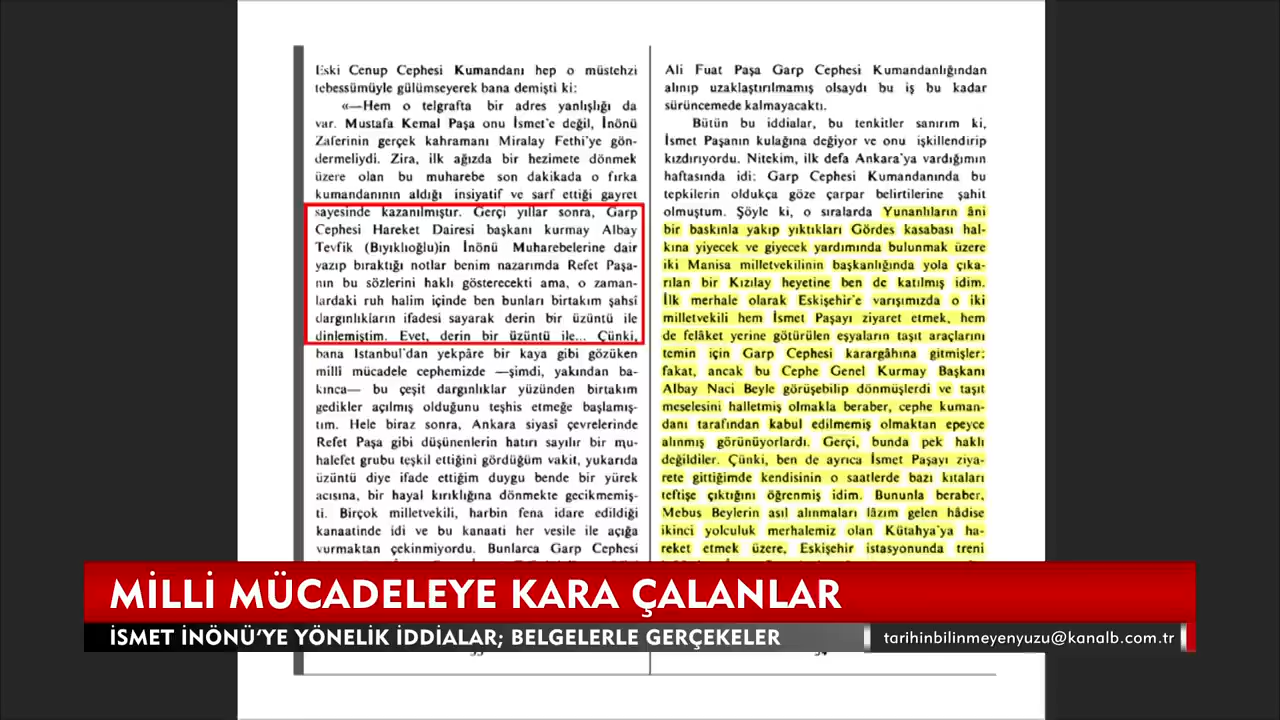 Eski Cenup Cephesi Kumandanı hep o müstehzi
tebessümüyle gülümseyerek bana demişti ki:
«—Hem o telgrafta bir adres yanlışlığı da
var. Mustafa Kemal Paşa onu İsmet'e değil, İnönü
Zaferinin gerçek kahramanı Miralay Fethi'ye gön-
dermeliydi. Zira, ilk ağızda bir hezimete dönmek
üzere olan bu muharebe son dakikada o fırka
kumandanının aldığı insiyatif ve sarf ettiği gayret
sayesinde kazanılmıştır. Gerçi yıllar sonra, Garp
Cephesi Hareket Dairesi başkanı kurmay Albay
Tevfik (Bıyıklıoğlu)in İnönü Muharebelerine dair
yazıp bıraktığı notlar benim nazarımda Refet Paşa-
nın bu sözlerini haklı gösterecekti ama, o zaman-
lardaki ruh halim içinde ben bunları birtakım şahsî
dargınlıkların ifadesi sayarak derin bir üzüntü ile
dinlemiştim. Evet, derin bir üzüntü ile... Çünki,
bana Istanbul'dan yekpâre bir kaya gibi gözüken
millî mücadele cephemizde —şimdi, yakından ba-
kınca— bu çeşit dargınlıklar yüzünden birtakım
gedikler açılmış olduğunu teşhis etmeğe başlamış-
tım. Hele biraz sonra, Ankara siyasî çevrelerinde
Refet Paşa gibi düşünenlerin hatırı sayılır bir mu-
halefet grubu teşkil ettiğini gördüğüm vakit, yukarıda
üzüntü diye ifade ettiğim duygu bende bir yürek
acısına, bir hayal kırıklığına dönmekte gecikmemiş-
ti. Birçok milletvekili, harbin fena idare edildiği
kanaatinde idi ve bu kanaati her vesile ile açığa
vurmaktan çekinmiyordu. Bunlarca Garp Cephesi
Ali Fuat Paşa Garp Cephesi Kumandanlığından
alınıp uzaklaştırılmamış olsaydı bu iş bu kadar
sürüncemede kalmayacaktı.
Bütün bu iddialar, bu tenkitler sanırım ki,
İsmet Paşanın kulağına değiyor ve onu işkillendirip
kızdırıyordu. Nitekim, ilk defa Ankara'ya vardığımın
haftasında idi; Garp Cephesi Kumandanında bu
tepkilerin oldukça göze çarpar belirtilerine şahit
olmuştum. Şöyle ki, o sıralarda Yunanlıların âni
bir baskınla yakıp yıktıkları Gördes kasabası hal-
kına yiyecek ve giyecek yardımında bulunmak üzere
iki Manisa milletvekilinin başkanlığında yola çıka-
rılan bir Kızılay heyetine ben de katılmış idim.
İlk merhale olarak Eskişehir'e varışımızda o iki
milletvekili hem İsmet Paşayı ziyaret etmek, hem
de felâket yerine götürülen eşyaların taşıt araçlarını
temin için Garp Cephesi karargâhına gitmişler;
fakat, ancak bu Cephe Genel Kurmay Başkanı
Albay Naci Beyle görüşebilip dönmüşlerdi ve taşıt
meselesini halletmiş olmakla beraber, cephe kuman-
danı tarafından kabul edilmemiş olmaktan epeyce
alınmış görünüyorlardı. Gerçi, bunda pek haklı
değildiler. Çünki, ben de ayrıca İsmet Paşayı ziya-
rete gittiğimde kendisinin o saatlerde bazı kıtaları
teftişe çıktığını öğrenmiş idim. Bununla beraber,
Mebus Beylerin asıl alınmaları lâzım gelen hâdise
ikinci yolculuk merhalemiz olan Kütahya'ya ha-
reket etmek üzere, Eskişehir istasyonunda treni
MİLLİ MÜCADELEYE KARA ÇALANLAR
İSMET İNÖNÜ'YE YÖNELİK İDDİALAR; BELGELERLE GERÇEKELER
tarihinbilinmeyenyuzu@kanalb.com.tr